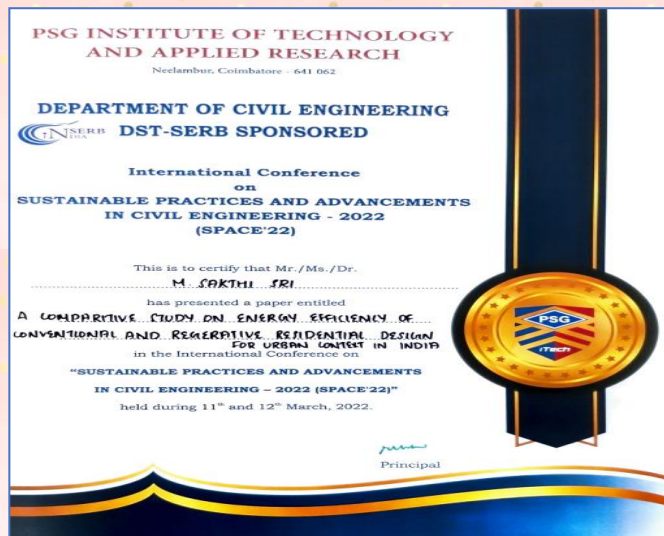 PSG INSTITUTE OF TECHNOLOGY
AND APPLIED RESEARCH
Neelambur, Coimbatore - 641 062
DEPARTMENT OF CIVIL ENGINEERING
SERB INDIA
DST-SERB SPONSORED
International Conference
on
SUSTAINABLE PRACTICES AND ADVANCEMENTS
IN CIVIL ENGINEERING - 2022
(SPACE'22)
This is to certify that Mr./Ms./Dr.
M. SAKTHI SRI
has presented a paper entitled
A COMPARTIVE STUDY ON ENERGY EFFICIENCY OF
CONVENTIONAL AND REGERATIVE RESIDENTIAL DESIGN
FOR URBAN CONTEXT IN INDIA
in the International Conference on
"SUSTAINABLE PRACTICES AND ADVANCEMENTS
IN CIVIL ENGINEERING – 2022 (SPACE'22)"
held during 11th and 12th March, 2022.
Principal
PSG
iTech